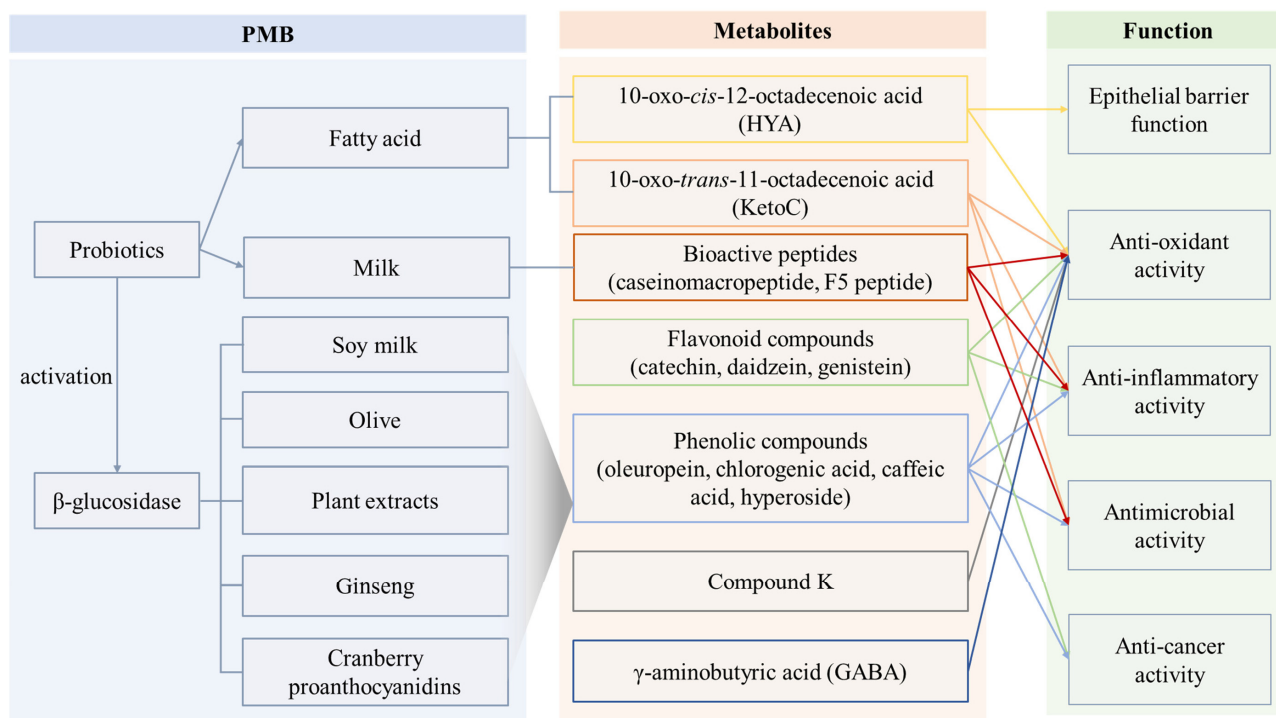 PMB
Metabolites
Function
Probiotics
activation
β-glucosidase
Fatty acid
Milk
Soy milk
Olive
Plant extracts
Ginseng
Cranberry
proanthocyanidins
10-oxo-cis-12-octadecenoic acid
(HYA)
10-oxo-trans-11-octadecenoic acid
(KetoC)
Bioactive peptides
(caseinomacropeptide, F5 peptide)
Flavonoid compounds
(catechin, daidzein, genistein)
Phenolic compounds
(oleuropein, chlorogenic acid, caffeic
acid, hyperoside)
Compound K
γ-aminobutyric acid (GABA)
Epithelial barrier
function
Anti-oxidant
activity
Anti-inflammatory
activity
Antimicrobial
activity
Anti-cancer
activity